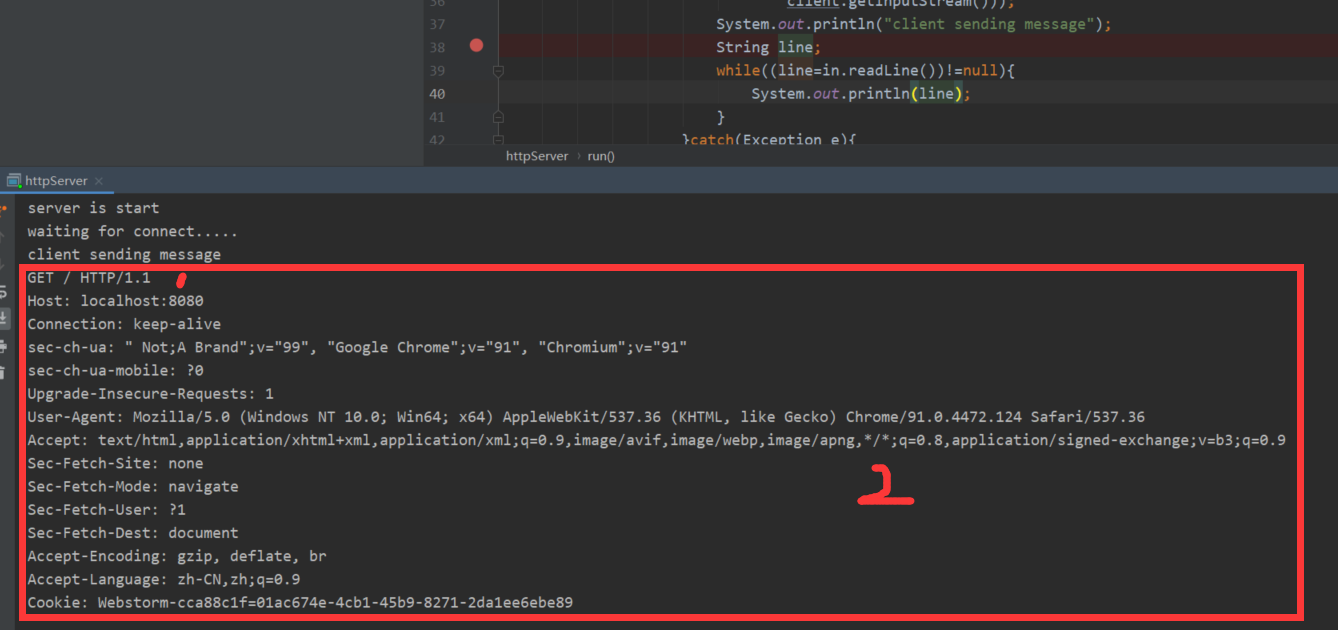 36 client.getInputStream()));
37 System.out.println("client sending message");
38 String line;
39 while((line=in.readLine())!=null){
40 System.out.println(line);
41 }
42 }catch(Exception e){
httpServer › run()
httpServer ×
server is start
waiting for connect.....
client sending message
GET / HTTP/1.1 1
Host: localhost:8080
Connection: keep-alive
sec-ch-ua: " Not;A Brand";v="99", "Google Chrome";v="91", "Chromium";v="91"
sec-ch-ua-mobile: ?0
Upgrade-Insecure-Requests: 1
User-Agent: Mozilla/5.0 (Windows NT 10.0; Win64; x64) AppleWebKit/537.36 (KHTML, like Gecko) Chrome/91.0.4472.124 Safari/537.36
Accept: text/html,application/xhtml+xml,application/xml;q=0.9,image/avif,image/webp,image/apng,*/*;q=0.8,application/signed-exchange;v=b3;q=0.9
Sec-Fetch-Site: none
Sec-Fetch-Mode: navigate
2
Sec-Fetch-User: ?1
Sec-Fetch-Dest: document
Accept-Encoding: gzip, deflate, br
Accept-Language: zh-CN,zh;q=0.9
Cookie: Webstorm-cca88c1f=01ac674e-4cb1-45b9-8271-2da1ee6ebe89